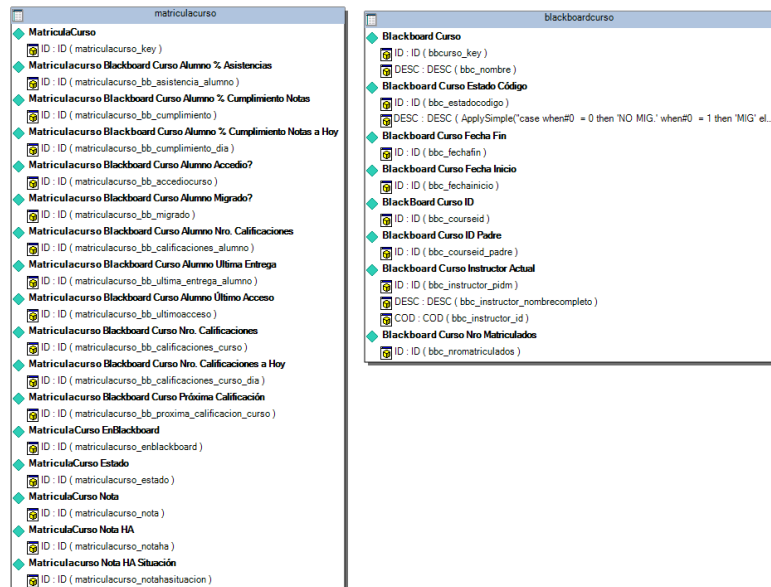 matriculacurso
MatriculaCurso
ID : ID ( matriculacurso_key )
Matriculacurso Blackboard Curso Alumno % Asistencias
ID : ID ( matriculacurso_bb_asistencia_alumno )
Matriculacurso Blackboard Curso Alumno % Cumplimiento Notas
ID : ID ( matriculacurso_bb_cumplimiento )
Matriculacurso Blackboard Curso Alumno % Cumplimiento Notas a Hoy
ID : ID ( matriculacurso_bb_cumplimiento_dia )
Matriculacurso Blackboard Curso Alumno Accedio?
ID : ID ( matriculacurso_bb_accediocurso )
Matriculacurso Blackboard Curso Alumno Migrado?
ID : ID ( matriculacurso_bb_migrado )
Matriculacurso Blackboard Curso Alumno Nro. Calificaciones
ID : ID ( matriculacurso_bb_calificaciones_alumno )
Matriculacurso Blackboard Curso Alumno Ultima Entrega
ID : ID ( matriculacurso_bb_ultima_entrega_alumno )
Matriculacurso Blackboard Curso Alumno Último Acceso
ID : ID ( matriculacurso_bb_ultimoacceso )
Matriculacurso Blackboard Curso Nro. Calificaciones
ID : ID ( matriculacurso_bb_calificaciones_curso )
Matriculacurso Blackboard Curso Nro. Calificaciones a Hoy
ID : ID ( matriculacurso_bb_calificaciones_curso_dia )
Matriculacurso Blackboard Curso Próxima Calificación
ID : ID ( matriculacurso_bb_proxima_calificacion_curso )
MatriculaCurso EnBlackboard
ID : ID ( matriculacurso_enblackboard )
MatriculaCurso Estado
ID : ID ( matriculacurso_estado )
MatriculaCurso Nota
ID : ID ( matriculacurso_nota )
MatriculaCurso Nota HA
ID : ID ( matriculacurso_notaha )
Matriculacurso Nota HA Situación
ID : ID ( matriculacurso_notahasituacion )
blackboardcurso
Blackboard Curso
ID : ID ( bbcurso_key )
DESC : DESC ( bbc_nombre )
Blackboard Curso Estado Código
ID : ID ( bbc_estadocodigo )
DESC : DESC ( ApplySimple("case when#0 = 0 then 'NO MIG.' when#0 = 1 then 'MIG' el...
Blackboard Curso Fecha Fin
ID : ID ( bbc_fechafin )
Blackboard Curso Fecha Inicio
ID : ID ( bbc_fechainicio )
BlackBoard Curso ID
ID : ID ( bbc_courseid )
Blackboard Curso ID Padre
ID : ID ( bbc_courseid_padre )
Blackboard Curso Instructor Actual
ID : ID ( bbc_instructor_pidm )
DESC : DESC ( bbc_instructor_nombrecompleto )
COD : COD ( bbc_instructor_id )
Blackboard Curso Nro Matriculados
ID : ID ( bbc_nromatriculados )